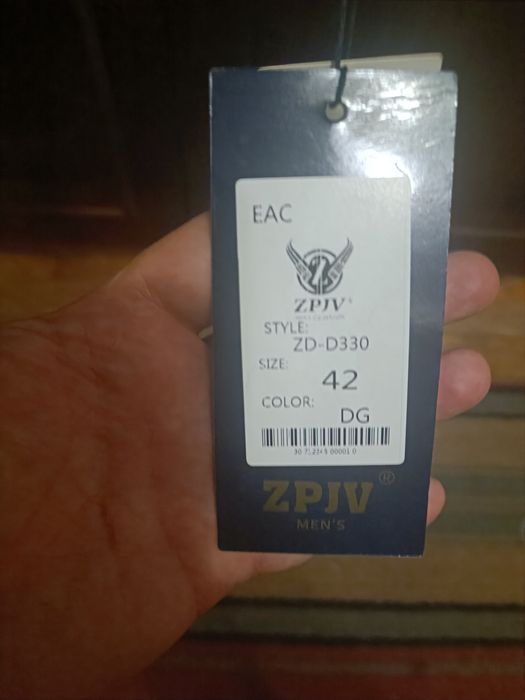 EAC
ZPJV
STYLE:
ZD-D330
SIZE:
42
COLOR:
DG
ZPJV®
MEN'S